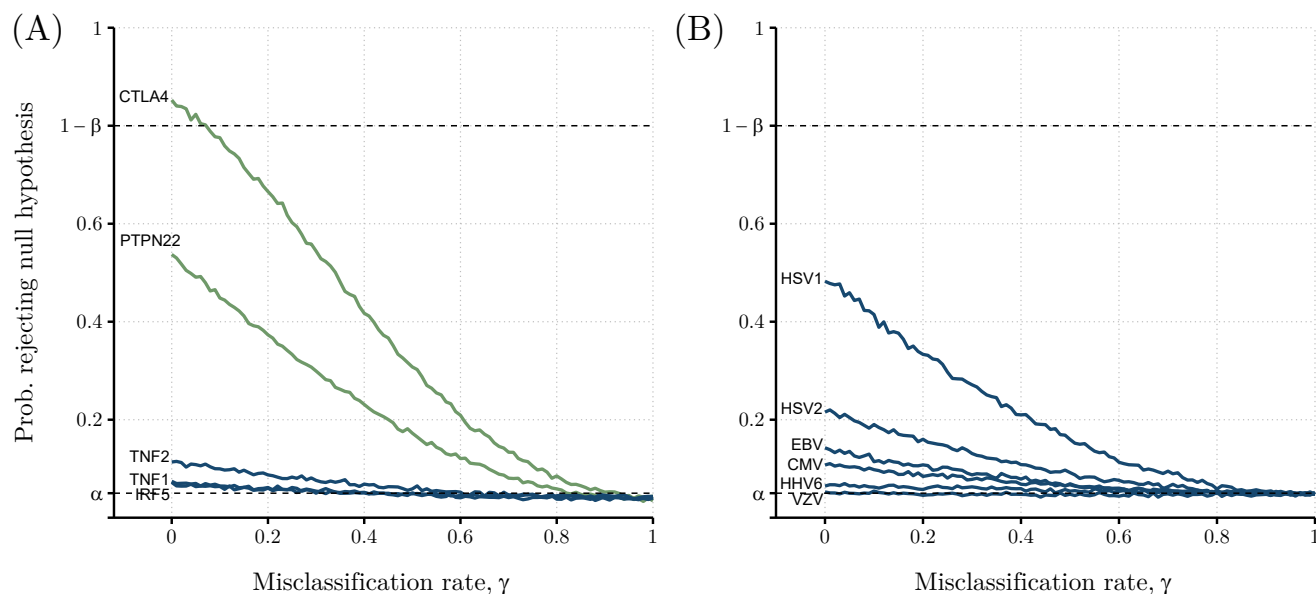 (A)
Prob. rejecting null hypothesis
1
1 – β
0.6
0.4
0.2
α
CTLA4
PTPN22
TNF2
TNF1
IRF5
0
0.2
0.4
0.6
0.8
1
Misclassification rate, γ
(B)
1
1 – β
0.6
0.4
0.2
α
HSV1
HSV2
EBV
CMV
HHV6
VZV
0
0.2
0.4
0.6
0.8
1
Misclassification rate, γ